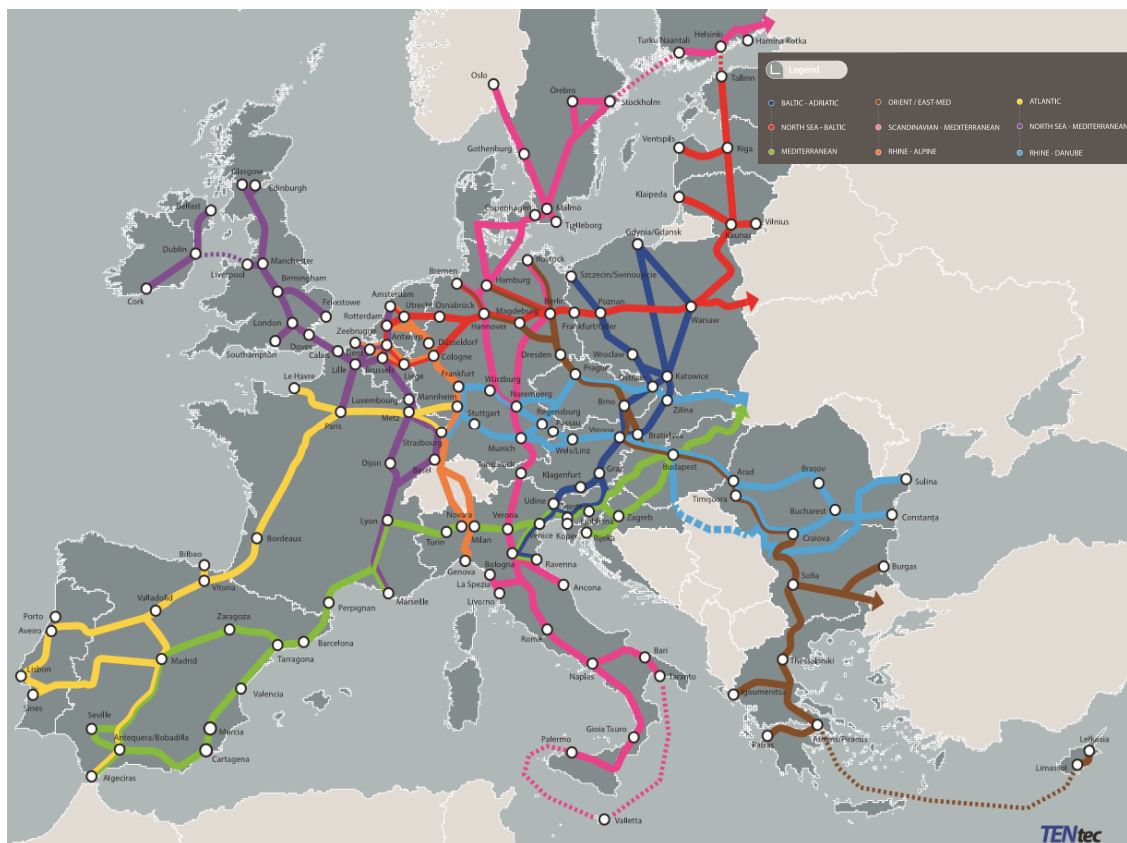 Oslo
Örebro
Stockholm
Turku Naantali
Helsinki
Hamina Kotka
Tallinn
Legend
BALTIC - ADRIATIC
ORIENT / EAST-MED
ATLANTIC
NORTH SEA - BALTIC
SCANDINAVIAN - MEDITERRANEAN
NORTH SEA - MEDITERRANEAN
MEDITERRANEAN
RHINE - ALPINE
RHINE - DANUBE
Ventspils
Riga
Gothenburg
Glasgow
Edinburgh
Belfast
Klaipeda
Vilnius
Kaunas
Copenhagen
Malmö
Trelleborg
Dublin
Cork
Liverpool
Manchester
Birmingham
Felixstowe
London
Southampton
Dover
Calais
Gdynia/Gdansk
Szczecin/Swinoujscie
Rostock
Bremen
Hamburg
Amsterdam
Utrecht
Osnabrück
Rotterdam
Zeebrugge
Magdeburg
Hannover
Berlin
Frankfurt/Oder
Poznan
Warsaw
Antwerp
Gent
Düsseldorf
Cologne
Lille
Brussels
Liege
Dresden
Wroclaw
Le Havre
Frankfurt
Würzburg
Prague
Ostrava
Katowice
Luxembourg
Mannheim
Nuremberg
Brno
Zilina
Paris
Metz
Stuttgart
Regensburg
Passau
Vienna
Bratislava
Strasbourg
Munich
Wels/Linz
Dijon
Basel
Innsbruck
Klagenfurt
Graz
Budapest
Arad
Braşov
Sulina
Timişoara
Udine
Lyon
Novara
Milan
Verona
Venice
Koper
Ljubljana
Zagreb
Rijeka
Bucharest
Constanţa
Turin
Craiova
Genova
Bologna
Ravenna
Bordeaux
La Spezia
Livorno
Ancona
Sofia
Burgas
Bilbao
Vitoria
Marseille
Perpignan
Valladolid
Porto
Aveiro
Zaragoza
Barcelona
Tarragona
Rome
Madrid
Lisbon
Sines
Valencia
Naples
Bari
Taranto
Thessaloniki
Igoumenitsa
Seville
Murcia
Antequera/Bobadilla
Cartagena
Algeciras
Gioia Tauro
Palermo
Valletta
Patras
Athens/Piraeus
Lefkosia
Limassol
TENtec